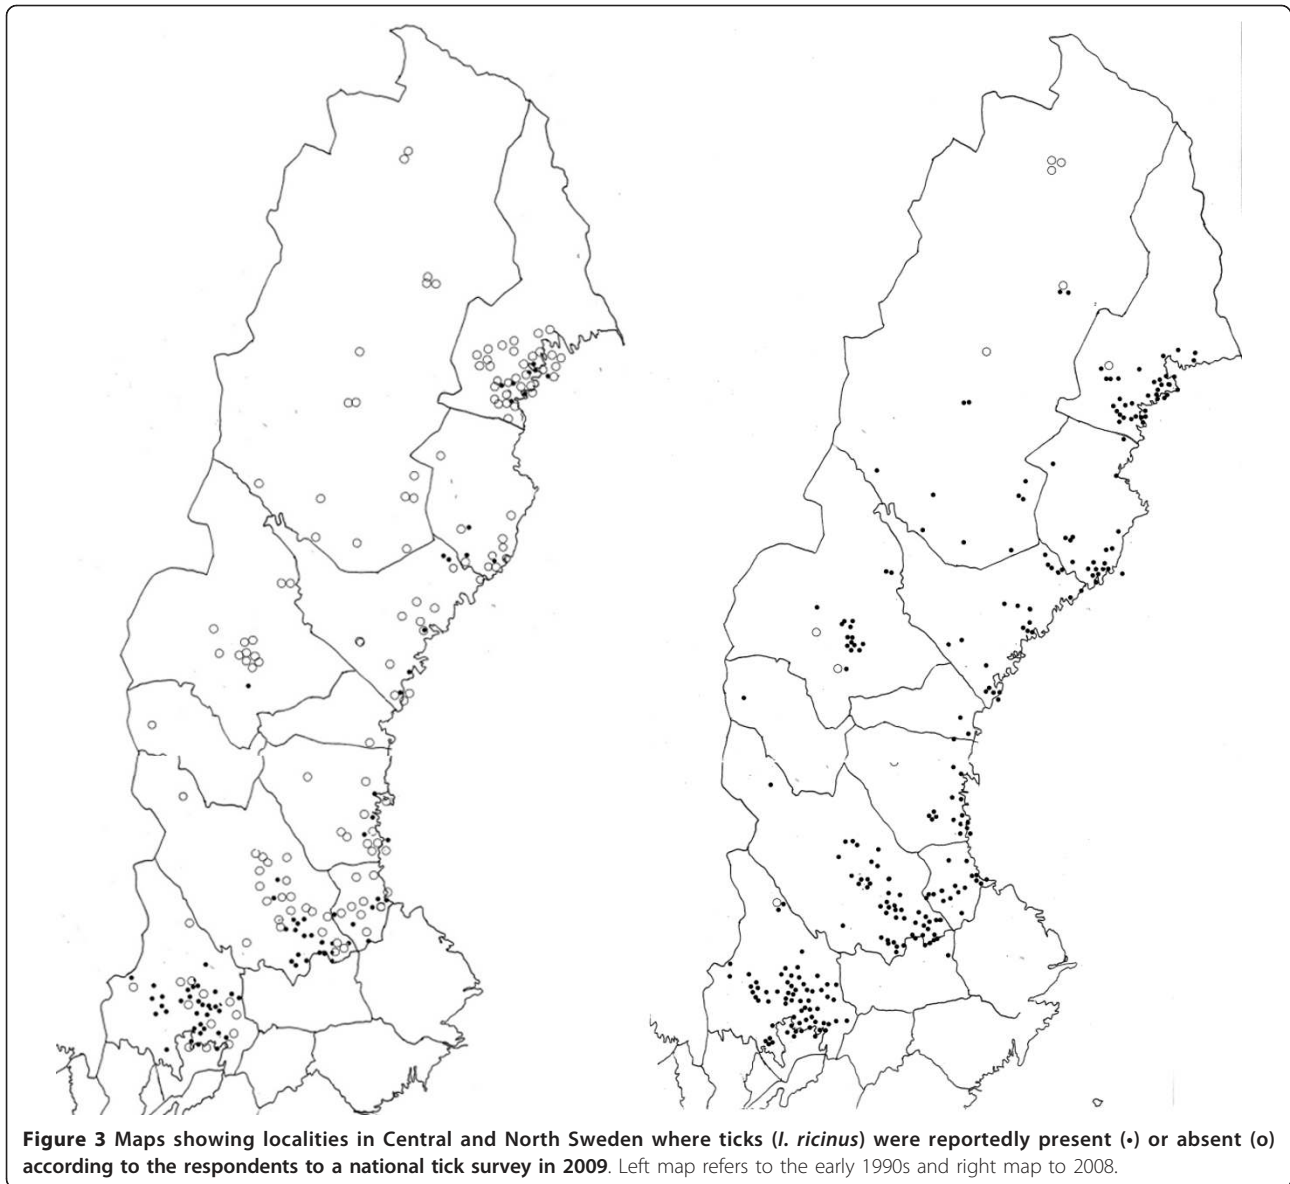 Figure 3 Maps showing localities in Central and North Sweden where ticks (I. ricinus) were reportedly present (•) or absent (o)
according to the respondents to a national tick survey in 2009. Left map refers to the early 1990s and right map to 2008.